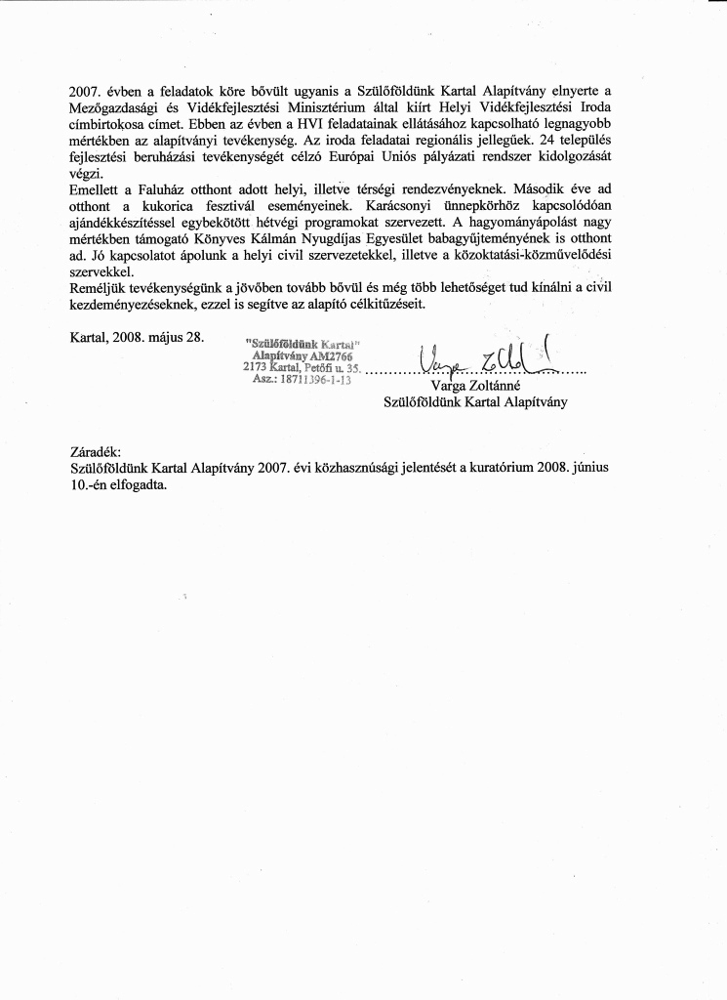 2007. évben a feladatok köre bővült ugyanis a Szülőföldünk Kartal Alapítvány elnyerte a
Mezőgazdasági és Vidékfejlesztési Minisztérium által kiírt Helyi Vidékfejlesztési Iroda
címbirtokosa címet. Ebben az évben a HVI feladatainak ellátásához kapcsolható legnagyobb
mértékben az alapítványi tevékenység. Az iroda feladatai regionális jellegűek. 24 település
fejlesztési beruházási tevékenységét célzó Európai Uniós pályázati rendszer kidolgozását
végzi.
Emellett a Faluház otthont adott helyi, illetve térségi rendezvényeknek. Második éve ad
otthont a kukorica fesztivál eseményeinek. Karácsonyi ünnepkörhöz kapcsolódóan
ajándékkészítéssel egybekötött hétvégi programokat szervezett. A hagyományápolást nagy
mértékben támogató Könyves Kálmán Nyugdíjas Egyesület babagyűjteményének is otthont
ad. Jó kapcsolatot ápolunk a helyi civil szervezetekkel, illetve a közoktatási-közművelődési
szervekkel.
Reméljük tevékenységünk a jövőben tovább bővül és még több lehetőséget tud kínálni a civil
kezdeményezéseknek, ezzel is segítve az alapító célkitűzéseit.
Kartal, 2008. május 28.
"Szülőföldünk Kartal"
Alapítvány AM2766
2173 Kartal, Petőfi u. 35.
Asz.: 18711396-1-13
Varga Zoltánné
Szülőföldünk Kartal Alapítvány
Záradék:
Szülőföldünk Kartal Alapítvány 2007. évi közhasznúsági jelentését a kuratórium 2008. június
10.-én elfogadta.